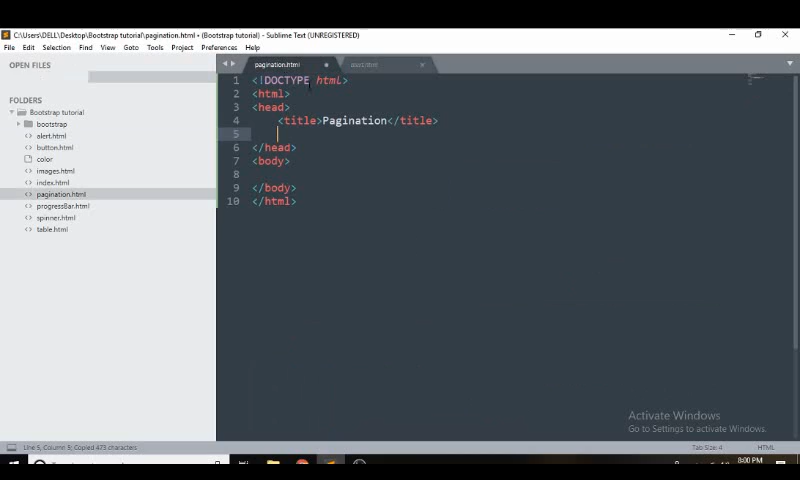 C:\Users\DELL\Desktop\Bootstrap tutorial\pagination.html • (Bootstrap tutorial) - Sublime Text (UNREGISTERED)
File Edit Selection Find View Goto Tools Project Preferences Help
OPEN FILES
FOLDERS
Bootstrap tutorial
bootstrap
alert.html
button.html
color
images.html
index.html
pagination.html
progressBar.html
spinner.html
table.html
pagination.html
alert.html
1 <!DOCTYPE html>
2 <html>
3 <head>
4 <title>Pagination</title>
5
6 </head>
7 <body>
8
9 </body>
10 </html>
Activate Windows
Go to Settings to activate Windows.
Line 5, Column 5; Copied 473 characters
Tab Size: 4
HTML
8:00 PM